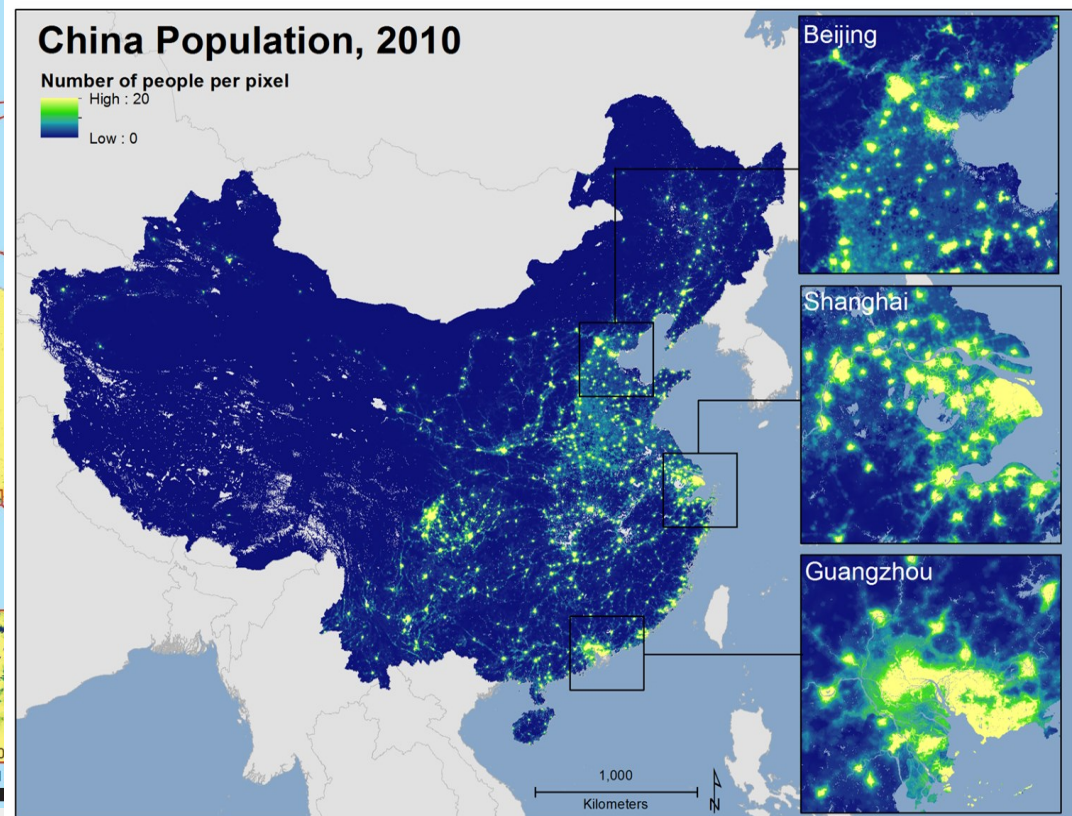 China Population, 2010
Number of people per pixel
High : 20
Low : 0
Beijing
Shanghai
Guangzhou
1,000
Kilometers
N